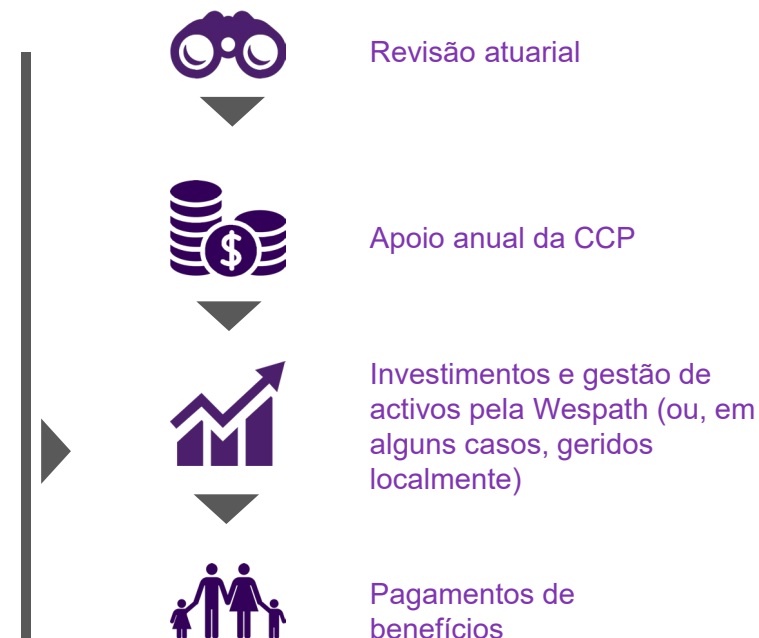 Revisão atuarial
$
Apoio anual da CCP
Investimentos e gestão de
activos pela Wespath (ou, em
alguns casos, geridos
localmente)
Pagamentos de
benefícios